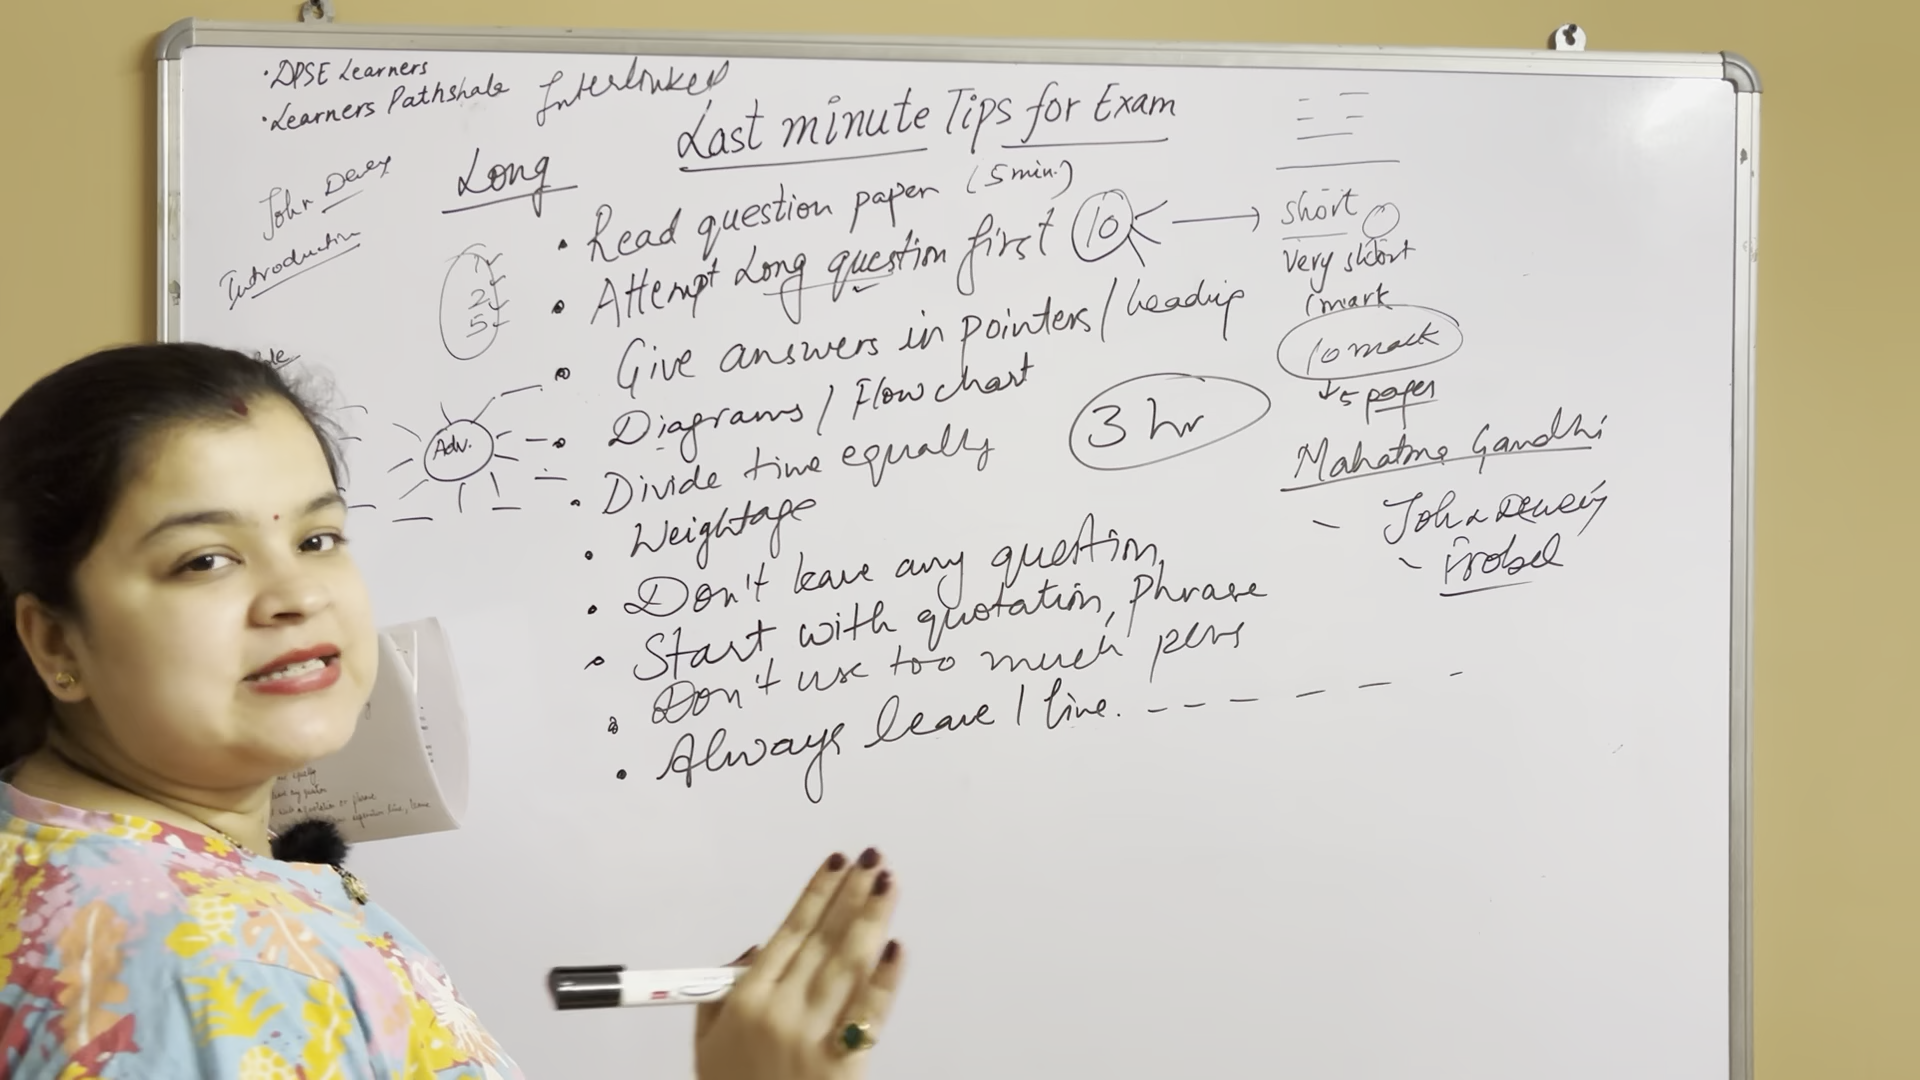 · DPSE Learners
· Learners Pathshala
Interlinked
Last minute Tips for Exam
John Dewey
Introduction
Long
1
2
5
Adv.
· Read question paper (5 min.)
· Attempt Long question first 10
· Give answers in pointers / heading
· Diagrams / Flow chart
· Divide time equally
· Weightage
· Don't leave any question
· Start with quotation, Phrase
· Don't use too much pens
· Always leave 1 line.
3 hr
short
Very short
1 mark
10 mark
5 pages
Mahatma Gandhi
- John Dewey
- Frobel